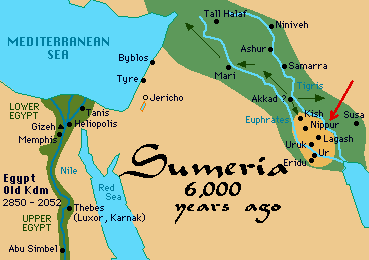 Tall Halaf
Niniveh
MEDITERRANEAN
SEA
Ashur
Byblos
Samarra
Mari
Tyre
Tigris
Jericho
Akkad ?
LOWER
EGYPT
Tanis
Kish
Susa
Euphrates
Nippur
Gizeh
Heliopolis
Memphis
Lagash
Uruk
Ur
Eridu
Sumeria
6,000
years ago
Nile
Egypt
Old Kdm
2850 - 2052
Red
Sea
Thebes
(Luxor, Karnak)
UPPER
EGYPT
Abu Simbel